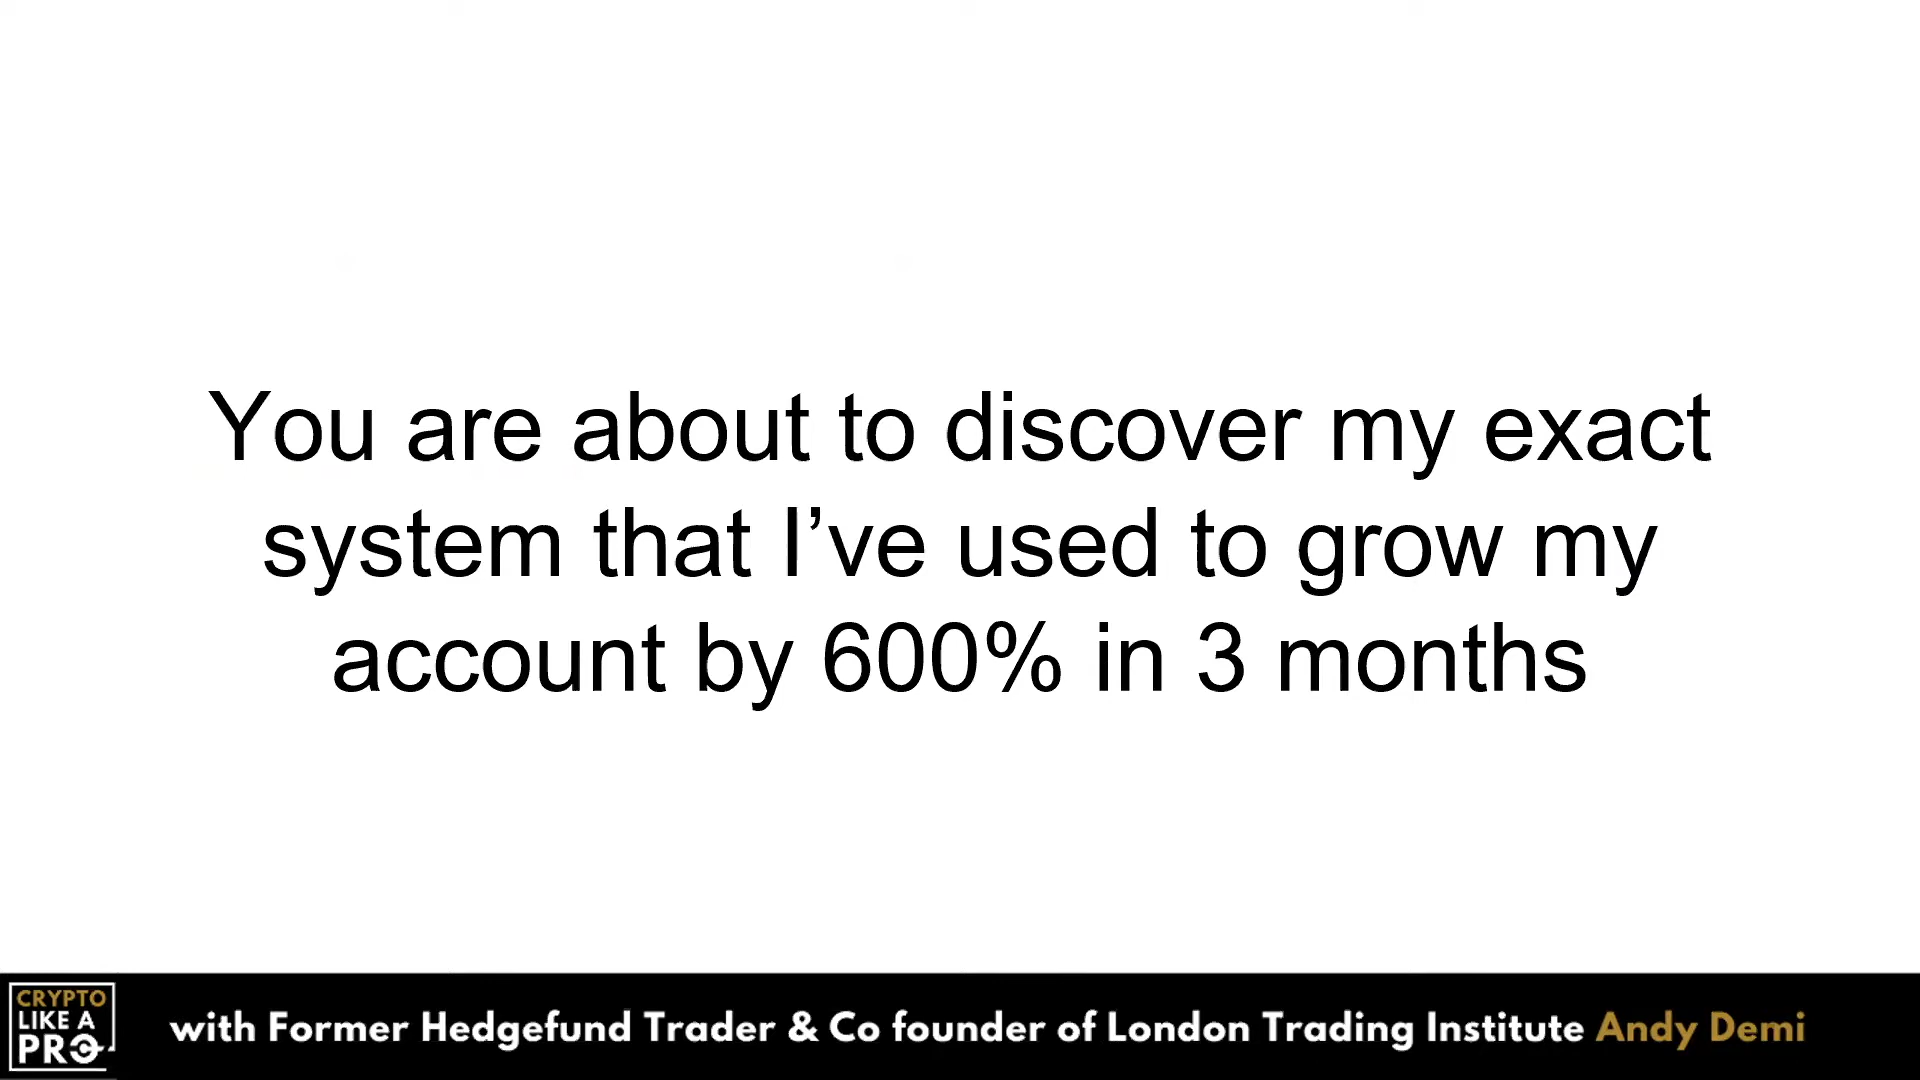 You are about to discover my exact
system that I’ve used to grow my
account by 600% in 3 months
CRYPTO
LIKE A
PRO
with Former Hedgefund Trader & Co founder of London Trading Institute Andy Demi